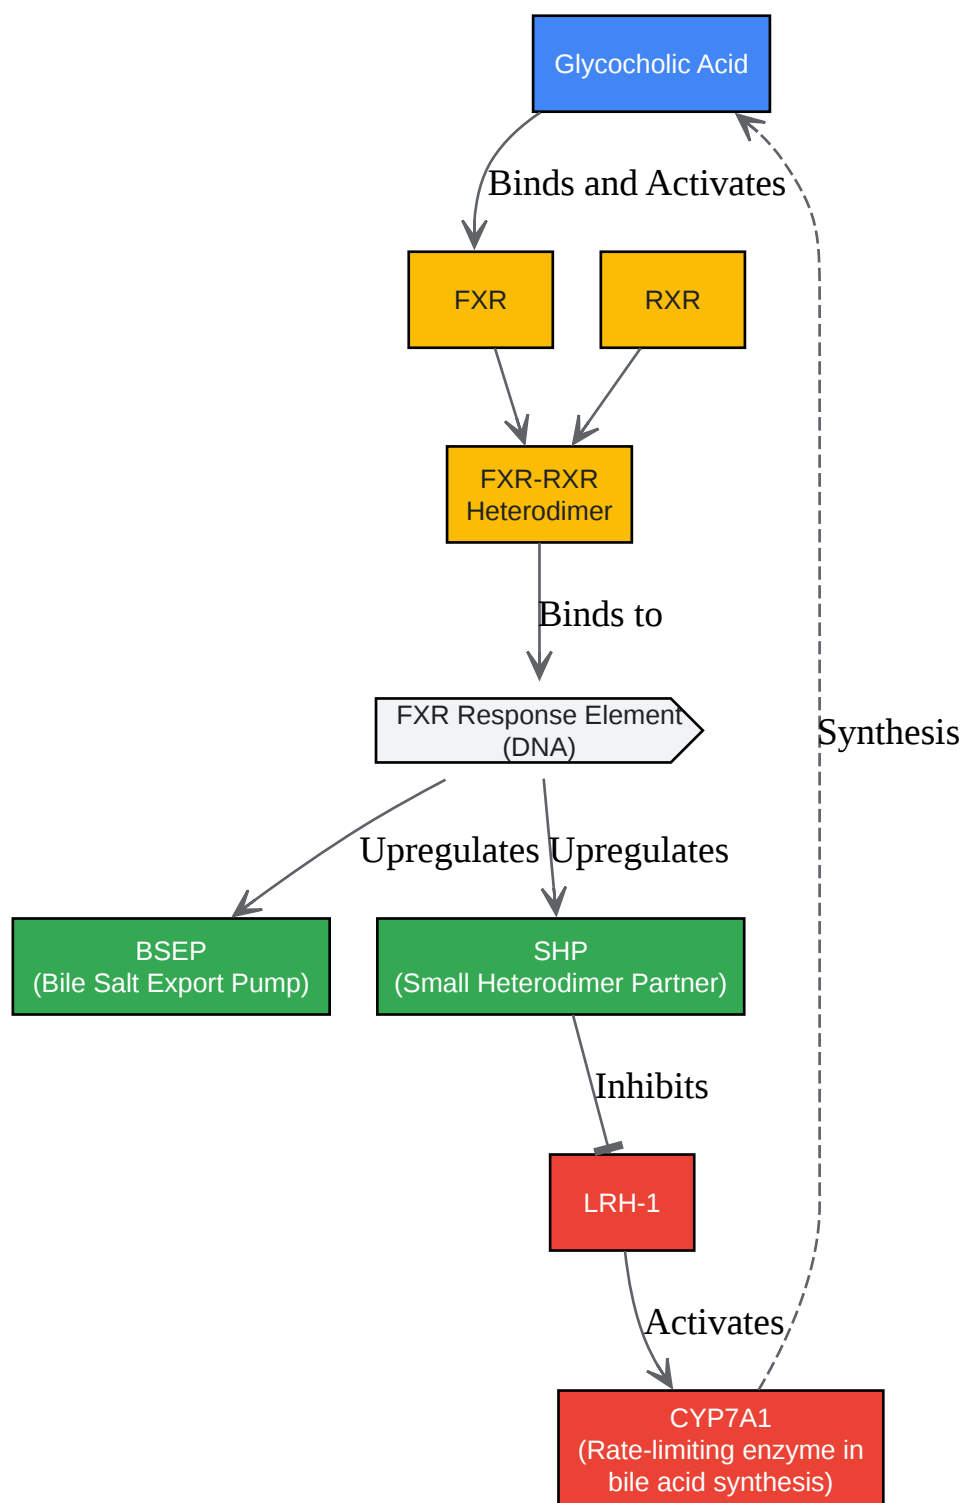 Glycocholic Acid
Binds and Activates
FXR
RXR
FXR-RXR
Heterodimer
Binds to
FXR Response Element
(DNA)
Synthesis
Upregulates
Upregulates
BSEP
(Bile Salt Export Pump)
SHP
(Small Heterodimer Partner)
Inhibits
LRH-1
Activates
CYP7A1
(Rate-limiting enzyme in
bile acid synthesis)